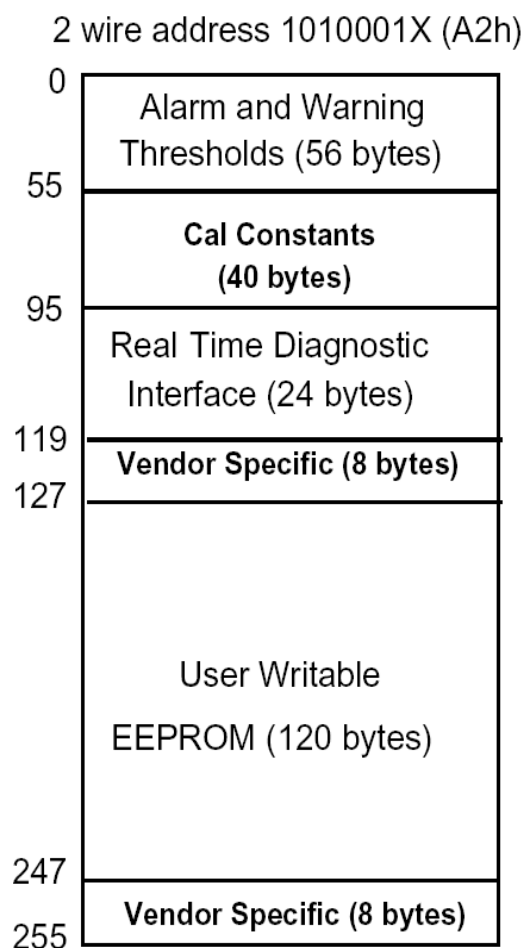 2 wire address 1010001X (A2h)
0
Alarm and Warning
Thresholds (56 bytes)
55
Cal Constants
(40 bytes)
95
Real Time Diagnostic
Interface (24 bytes)
119
Vendor Specific (8 bytes)
127
User Writable
EEPROM (120 bytes)
247
Vendor Specific (8 bytes)
255